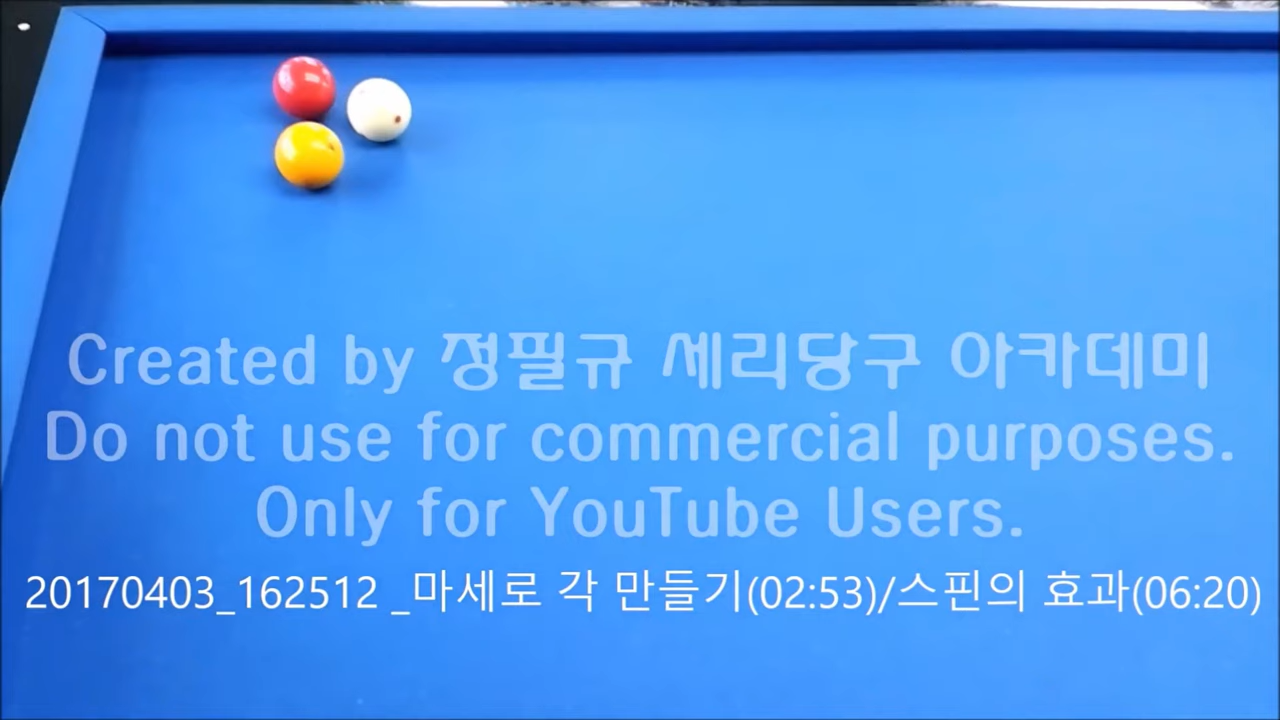 Created by 정필규 세리당구 아카데미
Do not use for commercial purposes.
Only for YouTube Users.
20170403_162512 _마세로 각 만들기(02:53)/스핀의 효과(06:20)